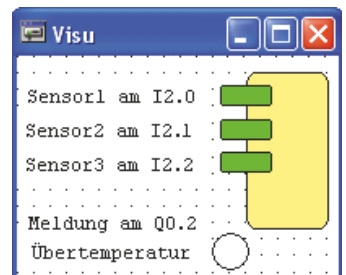 Visu
Sensor1 am I2.0
Sensor2 am I2.1
Sensor3 am I2.2
Meldung am Q0.2
Übertemperatur